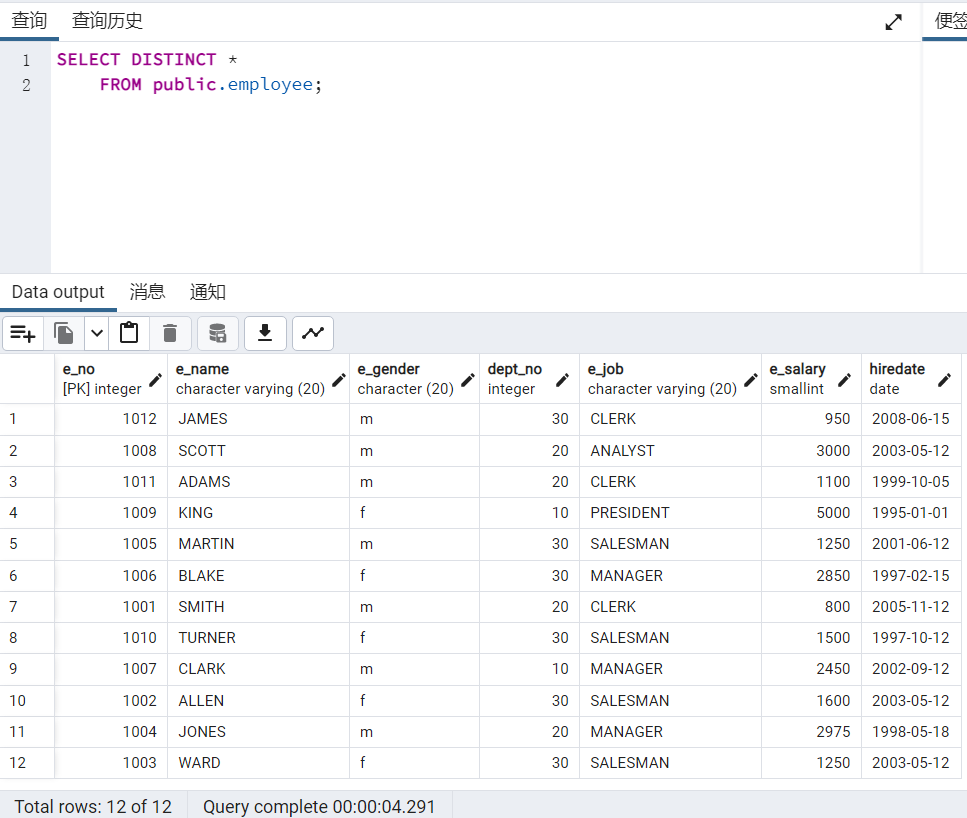 查询 查询历史 便签
1 SELECT DISTINCT *
2 FROM public.employee;
Data output 消息 通知
e_no e_name e_gender dept_no e_job e_salary hiredate
[PK] integer character varying (20) character (20) integer character varying (20) smallint date
1 1012 JAMES m 30 CLERK 950 2008-06-15
2 1008 SCOTT m 20 ANALYST 3000 2003-05-12
3 1011 ADAMS m 20 CLERK 1100 1999-10-05
4 1009 KING f 10 PRESIDENT 5000 1995-01-01
5 1005 MARTIN m 30 SALESMAN 1250 2001-06-12
6 1006 BLAKE f 30 MANAGER 2850 1997-02-15
7 1001 SMITH m 20 CLERK 800 2005-11-12
8 1010 TURNER f 30 SALESMAN 1500 1997-10-12
9 1007 CLARK m 10 MANAGER 2450 2002-09-12
10 1002 ALLEN f 30 SALESMAN 1600 2003-05-12
11 1004 JONES m 20 MANAGER 2975 1998-05-18
12 1003 WARD f 30 SALESMAN 1250 2003-05-12
Total rows: 12 of 12 Query complete 00:00:04.291